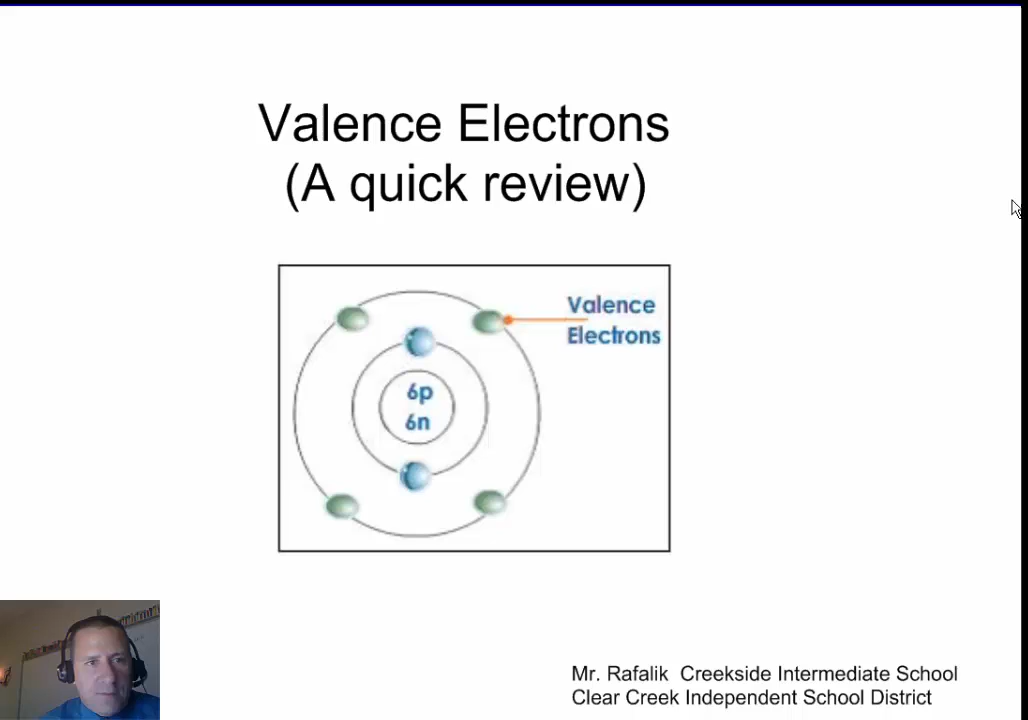 Valence Electrons
(A quick review)
Valence
Electrons
6p
6n
Mr. Rafalik  Creekside Intermediate School
Clear Creek Independent School District